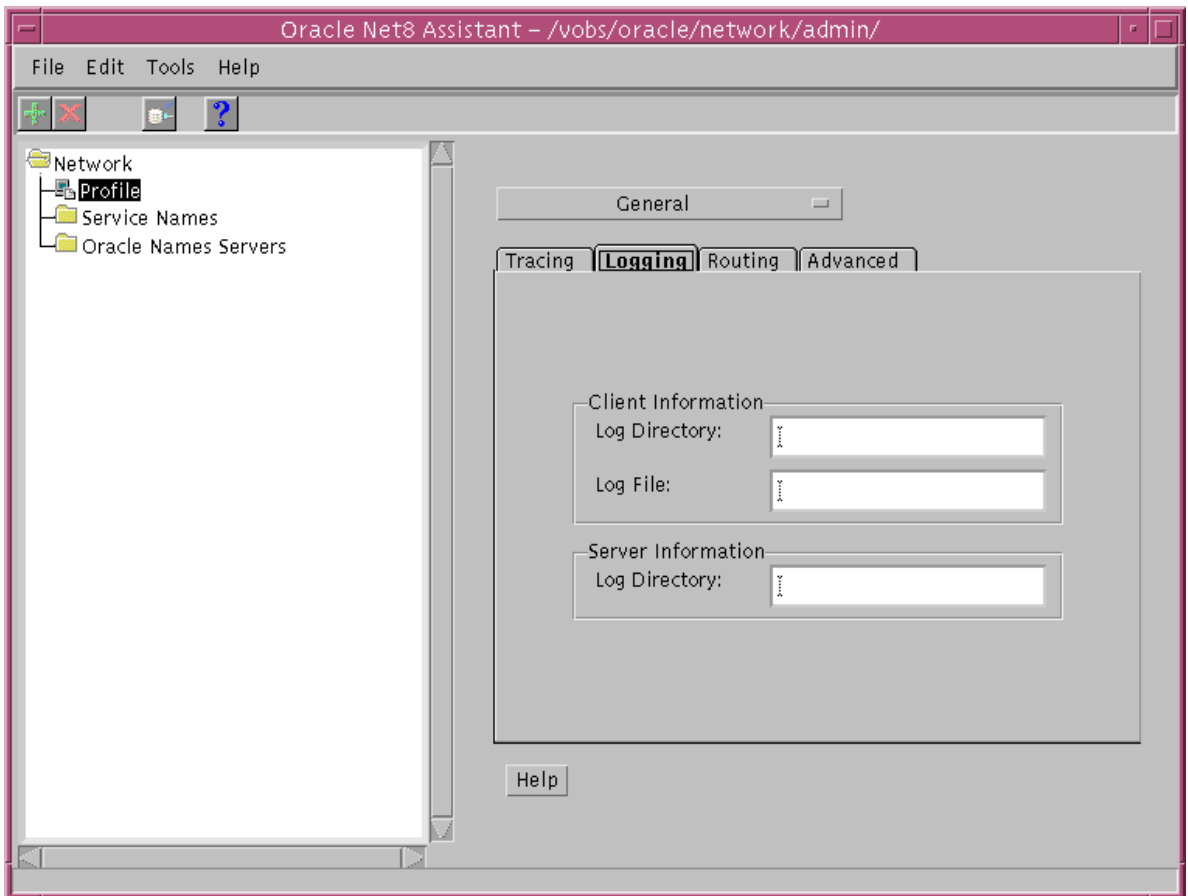 Oracle Net8 Assistant – /vobs/oracle/network/admin/
File Edit Tools Help
?
Network
Profile
Service Names
Oracle Names Servers
General
Tracing Logging Routing Advanced
Client Information
Log Directory:
Log File:
Server Information
Log Directory:
Help